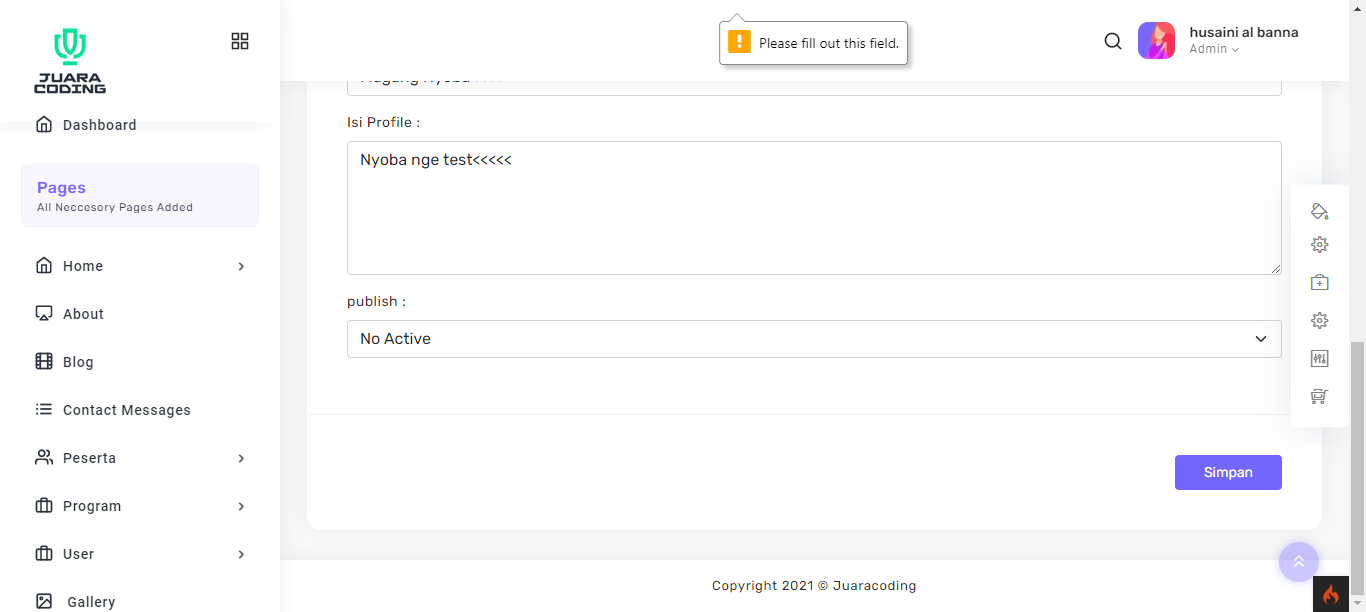 JUARA
CODING
Please fill out this field.
husaini al banna
Admin
Dashboard
Pages
All Neccesory Pages Added
Home
About
Blog
Contact Messages
Peserta
Program
User
Gallery
Isi Profile :
Nyoba nge test<<<<<
publish :
No Active
Simpan
Copyright 2021 © Juaracoding